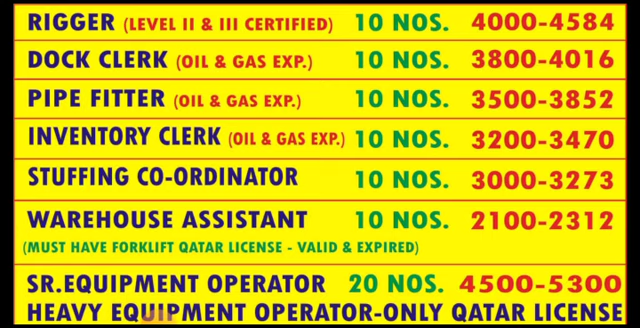 RIGGER (LEVEL II & III CERTIFIED) 10 NOS. 4000-4584
DOCK CLERK (OIL & GAS EXP.) 10 NOS. 3800-4016
PIPE FITTER (OIL & GAS EXP.) 10 NOS. 3500-3852
INVENTORY CLERK (OIL & GAS EXP.) 10 NOS. 3200-3470
STUFFING CO-ORDINATOR 10 NOS. 3000-3273
WAREHOUSE ASSISTANT 10 NOS. 2100-2312
(MUST HAVE FORKLIFT QATAR LICENSE - VALID & EXPIRED)
SR.EQUIPMENT OPERATOR 20 NOS. 4500-5300
HEAVY EQUIPMENT OPERATOR-ONLY QATAR LICENSE